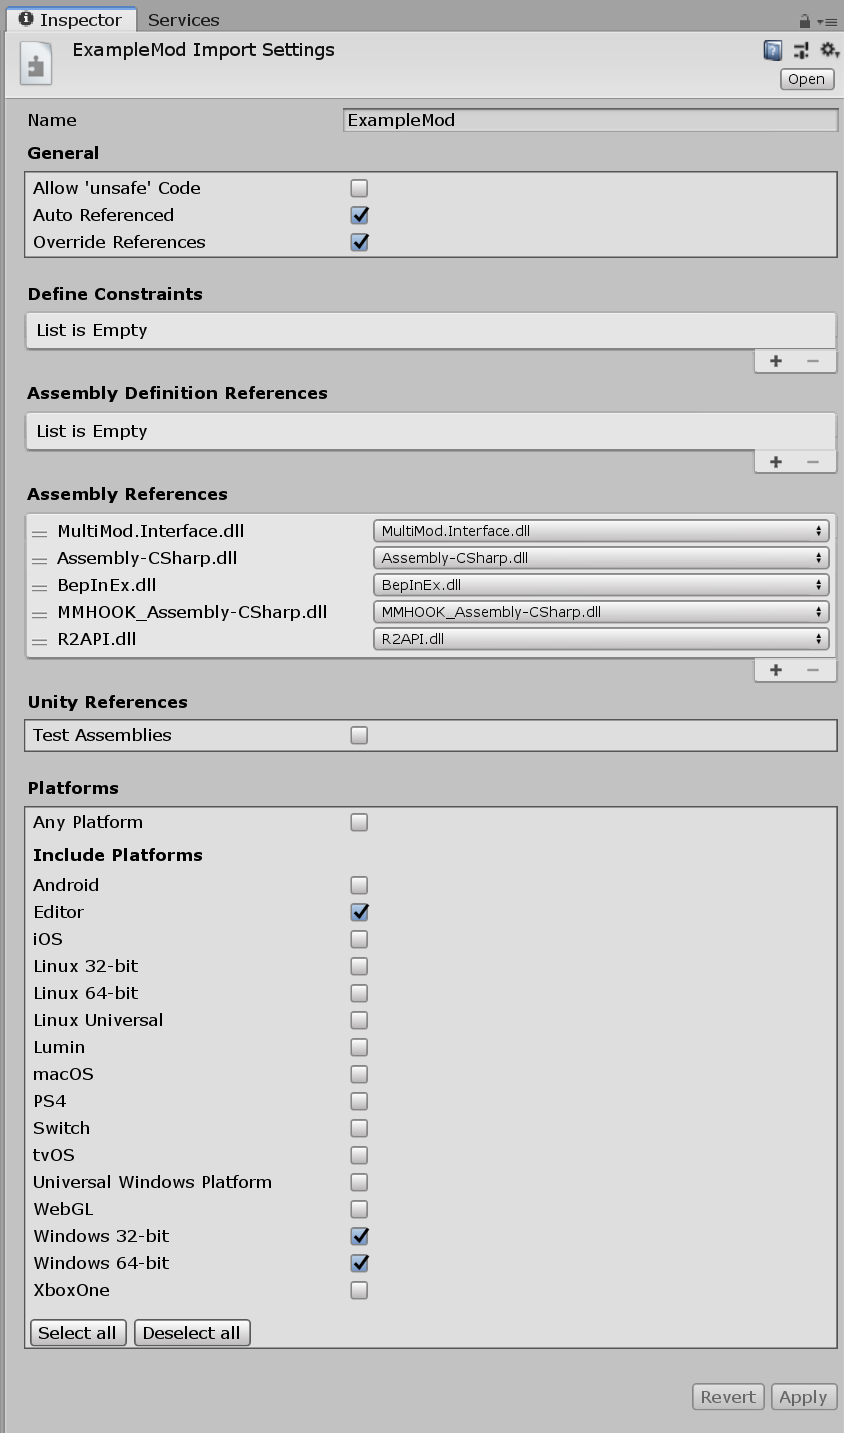 Inspector Services
ExampleMod Import Settings
Open
Name ExampleMod
General
Allow 'unsafe' Code
Auto Referenced
Override References
Define Constraints
List is Empty
+ −
Assembly Definition References
List is Empty
+ −
Assembly References
MultiMod.Interface.dll MultiMod.Interface.dll
Assembly-CSharp.dll Assembly-CSharp.dll
BepInEx.dll BepInEx.dll
MMHOOK_Assembly-CSharp.dll MMHOOK_Assembly-CSharp.dll
R2API.dll R2API.dll
+ −
Unity References
Test Assemblies
Platforms
Any Platform
Include Platforms
Android
Editor
iOS
Linux 32-bit
Linux 64-bit
Linux Universal
Lumin
macOS
PS4
Switch
tvOS
Universal Windows Platform
WebGL
Windows 32-bit
Windows 64-bit
XboxOne
Select all Deselect all
Revert Apply